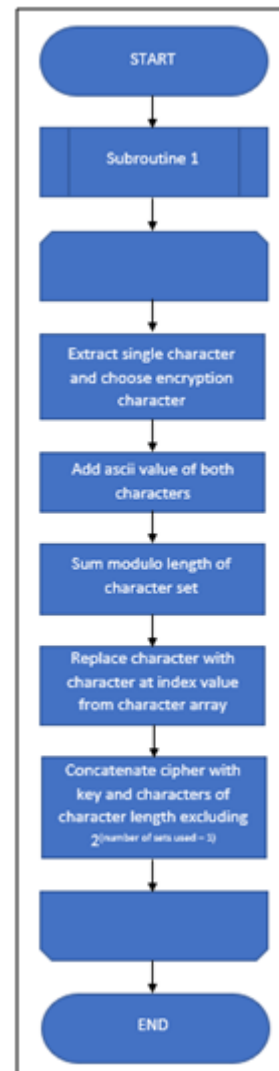 START
Subroutine 1
Extract single character
and choose encryption
character
Add ascii value of both
characters
Sum modulo length of
character set
Replace character with
character at index value
from character array
Concatenate cipher with
key and characters of
character length excluding
2(number of sets used – 1)
END